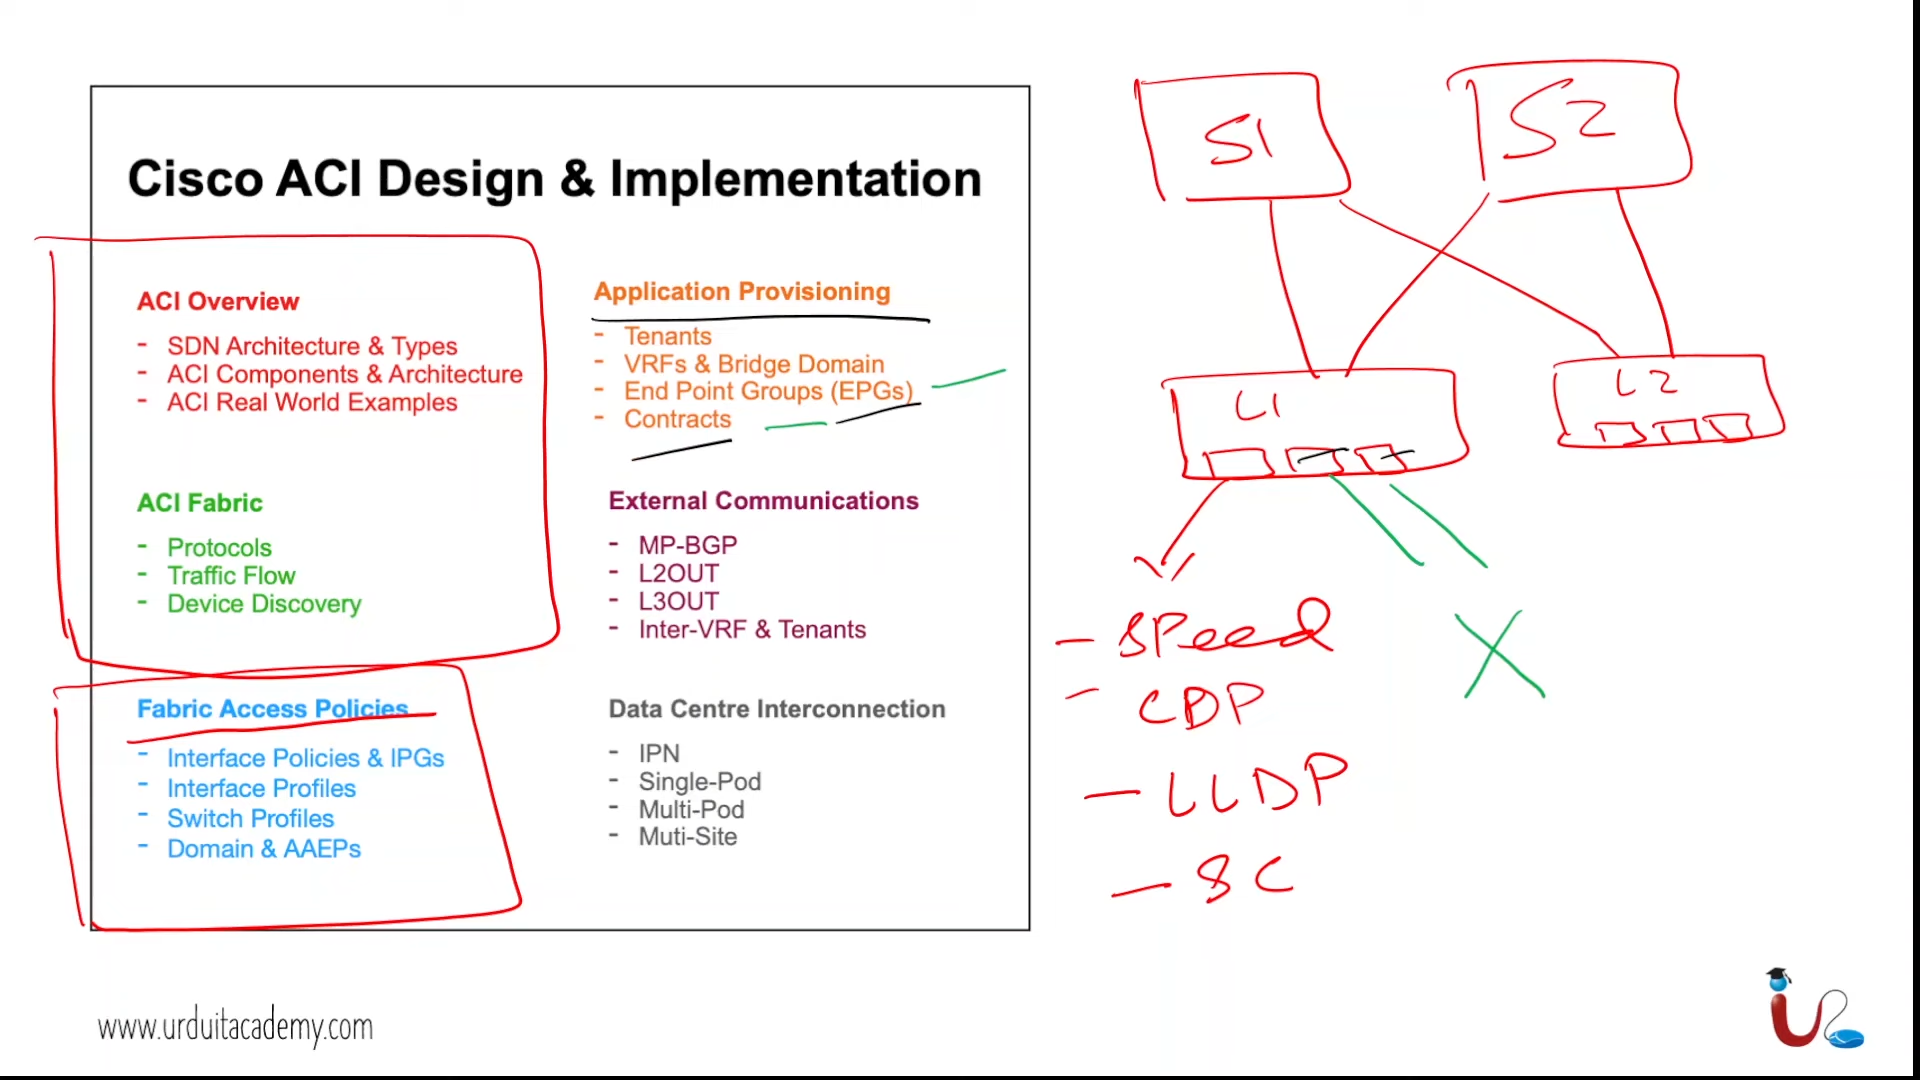 Cisco ACI Design & Implementation
ACI Overview
- SDN Architecture & Types
- ACI Components & Architecture
- ACI Real World Examples
ACI Fabric
- Protocols
- Traffic Flow
- Device Discovery
Fabric Access Policies
- Interface Policies & IPGs
- Interface Profiles
- Switch Profiles
- Domain & AAEPs
Application Provisioning
- Tenants
- VRFs & Bridge Domain
- End Point Groups (EPGs)
- Contracts
External Communications
- MP-BGP
- L2OUT
- L3OUT
- Inter-VRF & Tenants
Data Centre Interconnection
- IPN
- Single-Pod
- Multi-Pod
- Muti-Site
S1
S2
L1
L2
- Speed
- CDP
- LLDP
- SC
www.urduitacademy.com